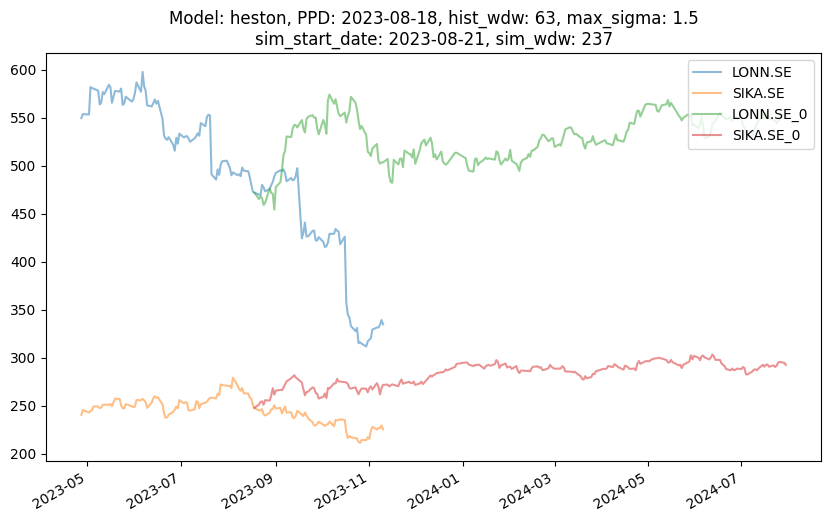 Model: heston, PPD: 2023-08-18, hist_wdw: 63, max_sigma: 1.5
sim_start_date: 2023-08-21, sim_wdw: 237
LONN.SE
SIKA.SE
LONN.SE_0
SIKA.SE_0
600
550
500
450
400
350
300
250
200
2023-05
2023-07
2023-09
2023-11
2024-01
2024-03
2024-05
2024-07